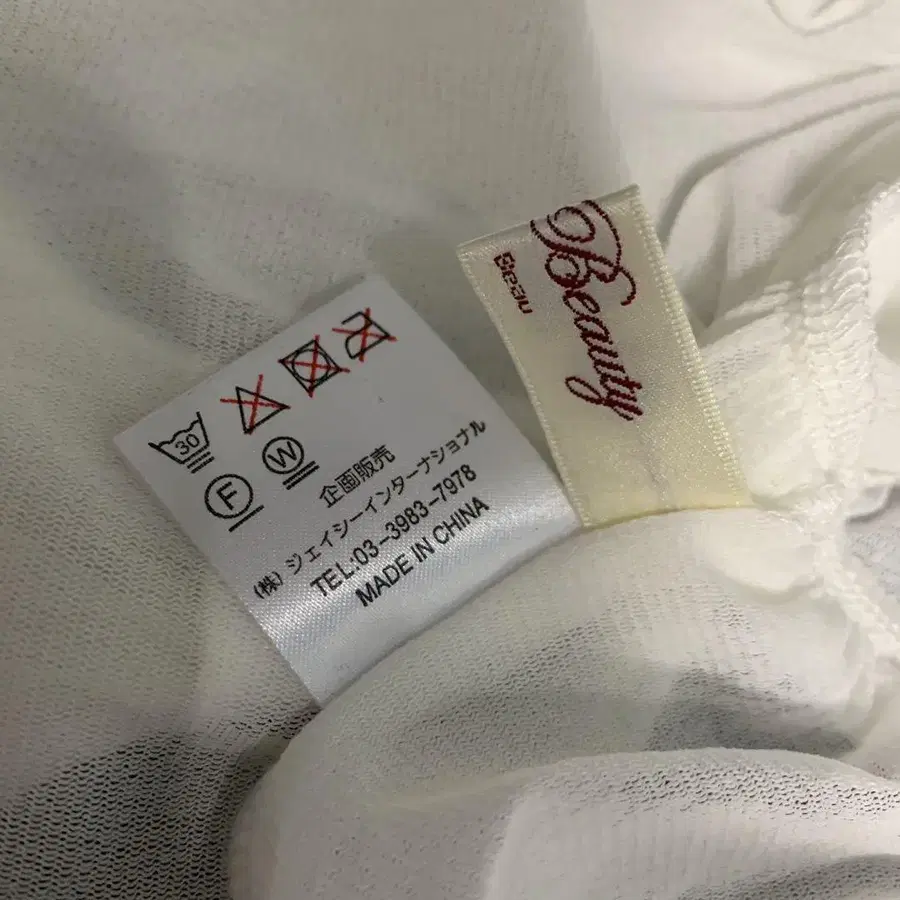 30
F
W
企画販売
(株) ジェイシーインターナショナル
TEL:03-3983-7978
MADE IN CHINA
Beauty
Beau